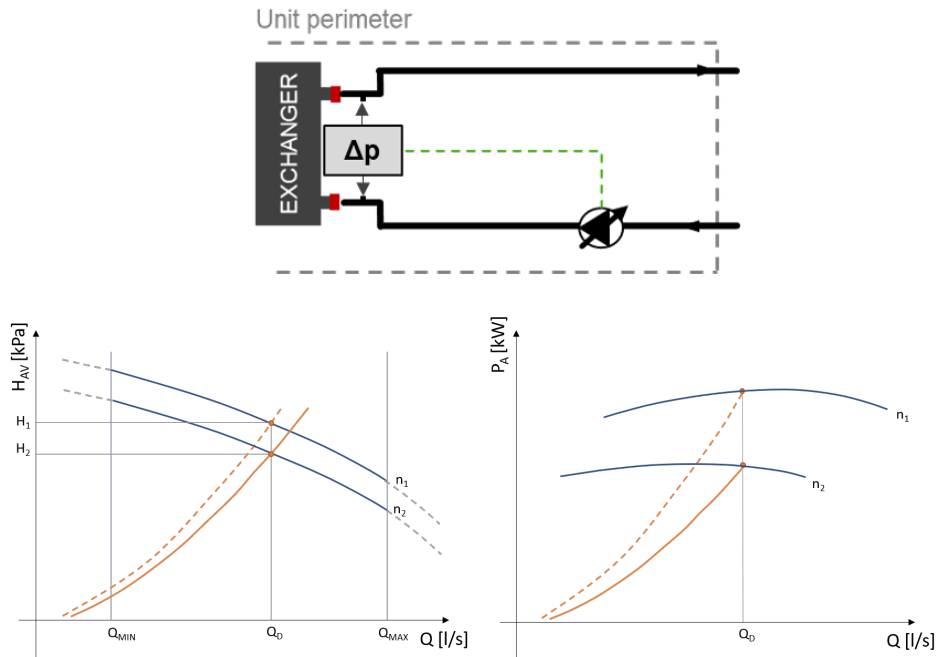 Unit perimeter
EXCHANGER
Δp
H_AV [kPa]
H₁
H₂
n₁
n₂
Q_MIN
Q_D
Q_MAX
Q [l/s]
P_A [kW]
n₁
n₂
Q_D
Q [l/s]